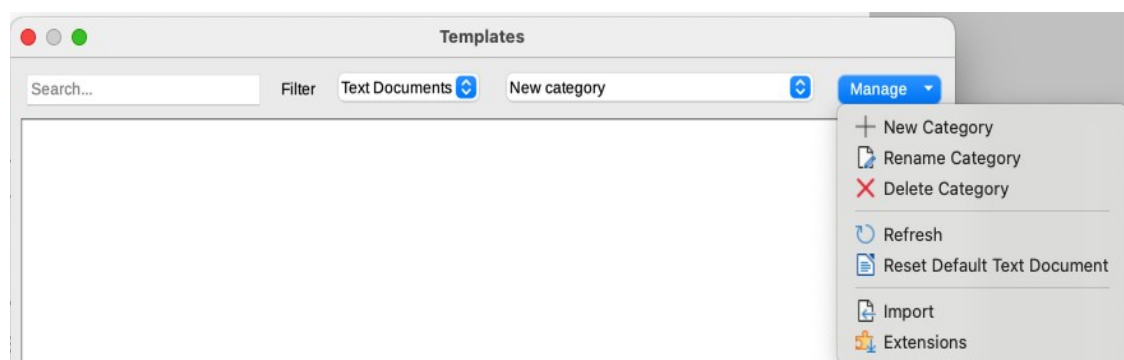 Templates
Search... Filter Text Documents New category Manage
New Category
Rename Category
Delete Category
Refresh
Reset Default Text Document
Import
Extensions